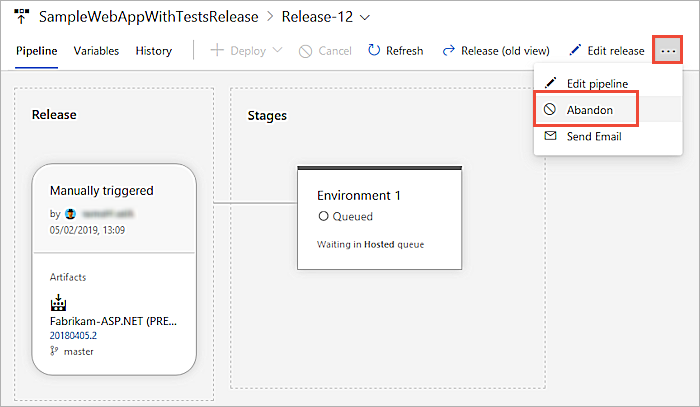 SampleWebAppWithTestsRelease > Release-12
Pipeline Variables History Deploy Cancel Refresh Release (old view) Edit release ...
Edit pipeline
Abandon
Send Email
Release
Stages
Manually triggered
by
05/02/2019, 13:09
Artifacts
Fabrikam-ASP.NET (PRE...
20180405.2
master
Environment 1
Queued
Waiting in Hosted queue